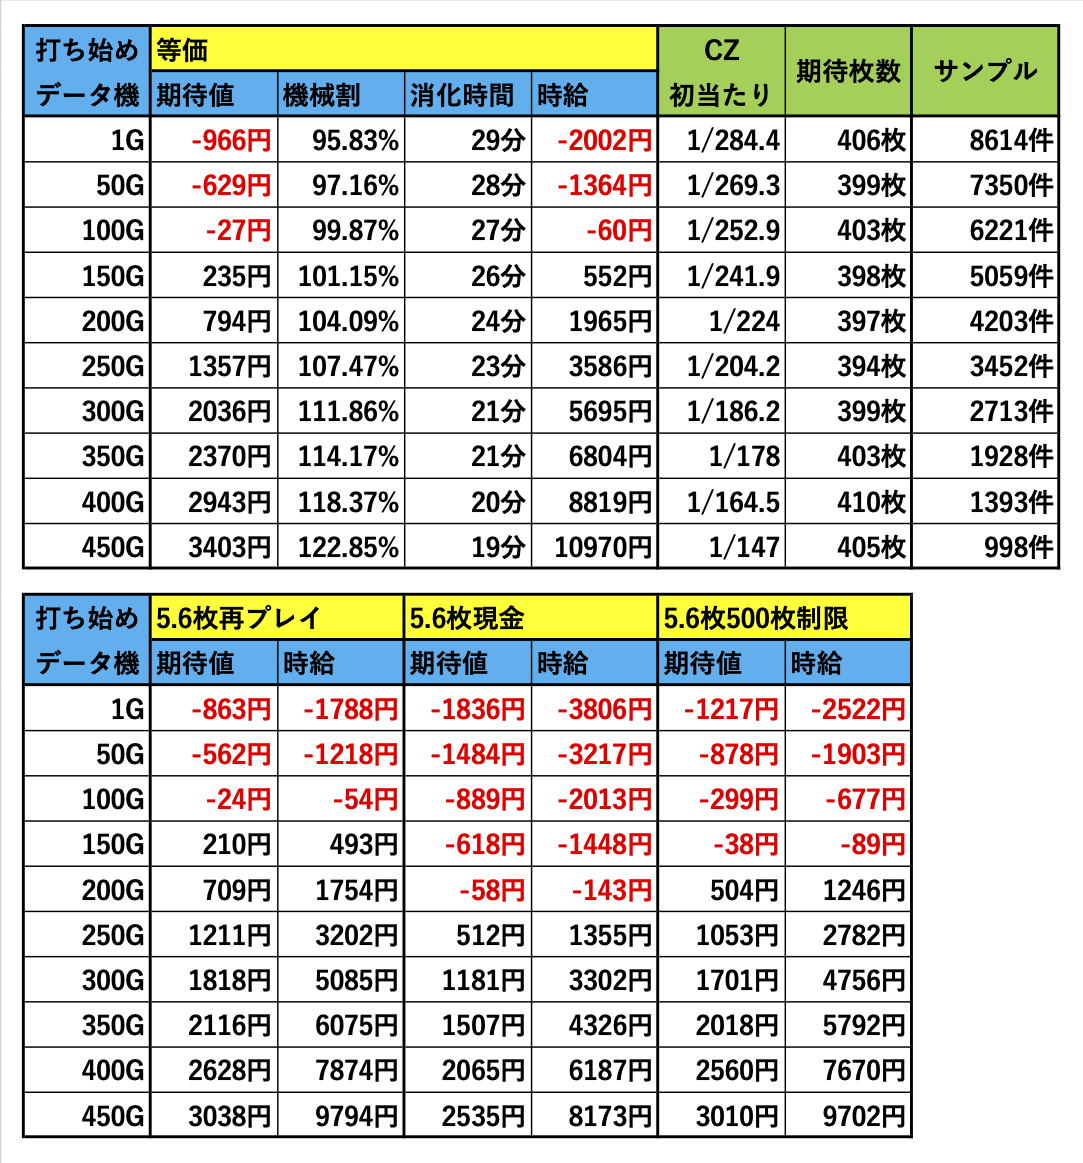 打ち始め 等価 CZ 期待枚数 サンプル
データ機 期待値 機械割 消化時間 時給 初当たり
1G -966円 95.83% 29分 -2002円 1/284.4 406枚 8614件
50G -629円 97.16% 28分 -1364円 1/269.3 399枚 7350件
100G -27円 99.87% 27分 -60円 1/252.9 403枚 6221件
150G 235円 101.15% 26分 552円 1/241.9 398枚 5059件
200G 794円 104.09% 24分 1965円 1/224 397枚 4203件
250G 1357円 107.47% 23分 3586円 1/204.2 394枚 3452件
300G 2036円 111.86% 21分 5695円 1/186.2 399枚 2713件
350G 2370円 114.17% 21分 6804円 1/178 403枚 1928件
400G 2943円 118.37% 20分 8819円 1/164.5 410枚 1393件
450G 3403円 122.85% 19分 10970円 1/147 405枚 998件
打ち始め 5.6枚再プレイ 5.6枚現金 5.6枚500枚制限
データ機 期待値 時給 期待値 時給 期待値 時給
1G -863円 -1788円 -1836円 -3806円 -1217円 -2522円
50G -562円 -1218円 -1484円 -3217円 -878円 -1903円
100G -24円 -54円 -889円 -2013円 -299円 -677円
150G 210円 493円 -618円 -1448円 -38円 -89円
200G 709円 1754円 -58円 -143円 504円 1246円
250G 1211円 3202円 512円 1355円 1053円 2782円
300G 1818円 5085円 1181円 3302円 1701円 4756円
350G 2116円 6075円 1507円 4326円 2018円 5792円
400G 2628円 7874円 2065円 6187円 2560円 7670円
450G 3038円 9794円 2535円 8173円 3010円 9702円